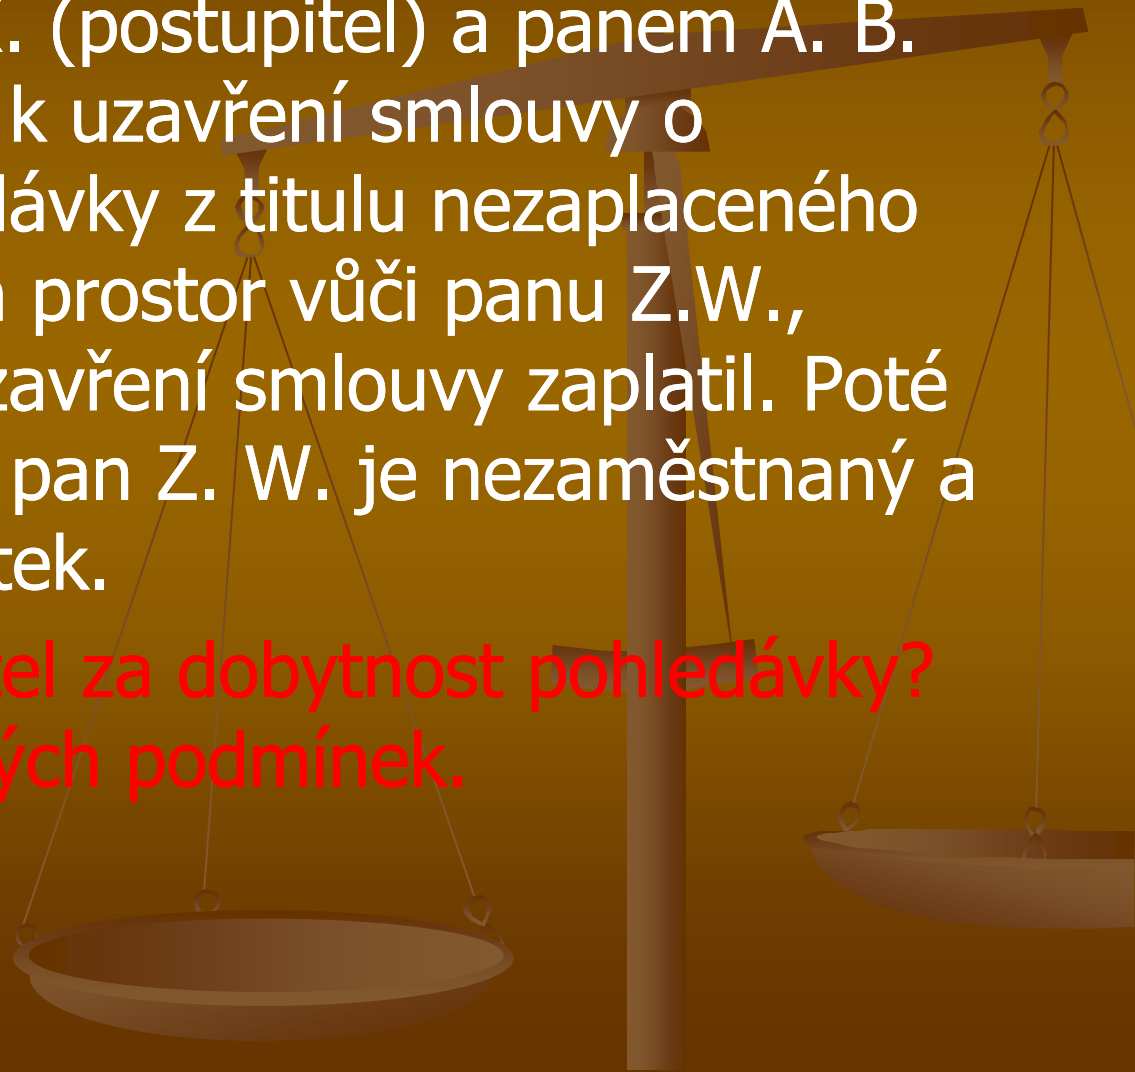 . (postupitel) a panem A. B.
k uzavření smlouvy o
dávky z titulu nezaplaceného
prostor vůči panu Z.W.,
zavření smlouvy zaplatil. Poté
pan Z. W. je nezaměstnaný a
tek.
tel za dobytnost pohledávky?
ých podmínek.